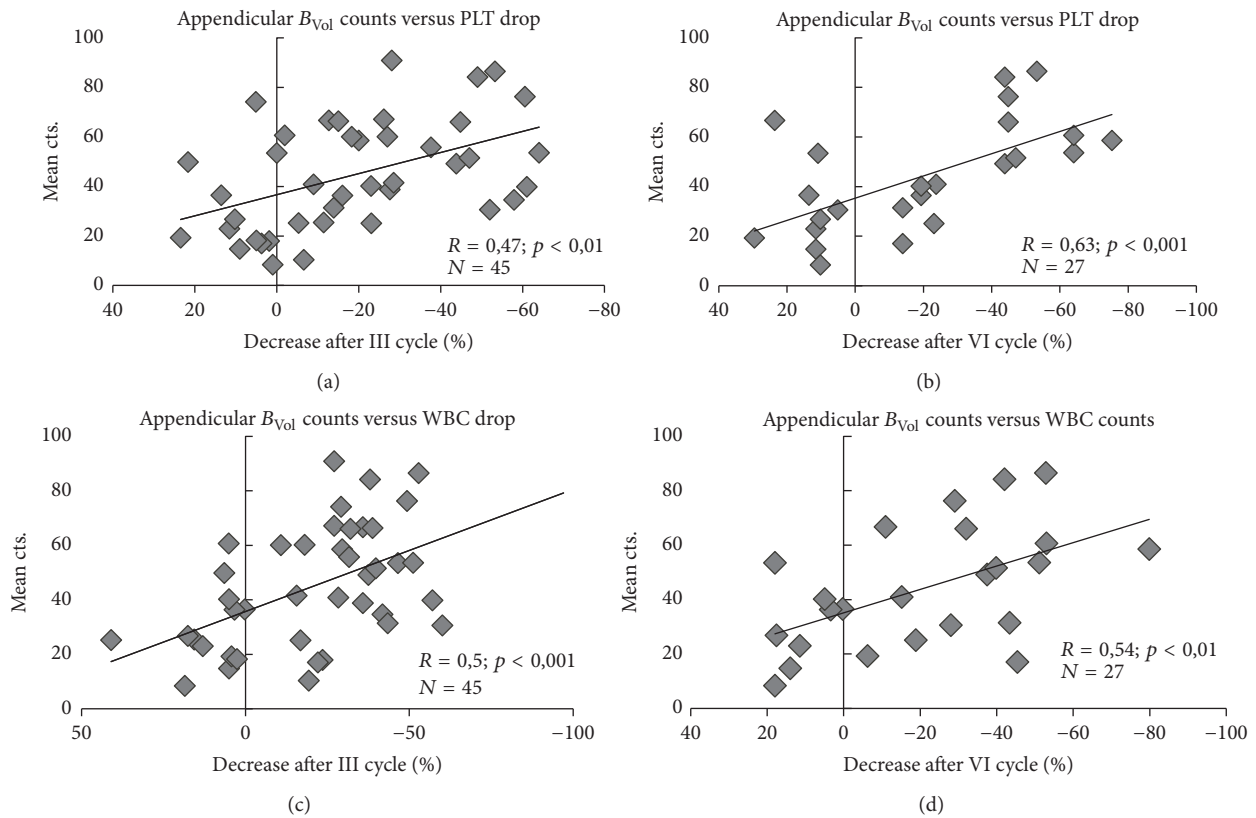 Appendicular B_Vol counts versus PLT drop
100
80
60
40
20
0
Mean cts.
R = 0,47; p < 0,01
N = 45
40 20 0 −20 −40 −60 −80
Decrease after III cycle (%)
(a)
Appendicular B_Vol counts versus PLT drop
100
80
60
40
20
0
Mean cts.
R = 0,63; p < 0,001
N = 27
40 20 0 −20 −40 −60 −80 −100
Decrease after VI cycle (%)
(b)
Appendicular B_Vol counts versus WBC drop
100
80
60
40
20
0
Mean cts.
R = 0,5; p < 0,001
N = 45
50 0 −50 −100
Decrease after III cycle (%)
(c)
Appendicular B_Vol counts versus WBC counts
100
80
60
40
20
0
Mean cts.
R = 0,54; p < 0,01
N = 27
40 20 0 −20 −40 −60 −80 −100
Decrease after VI cycle (%)
(d)